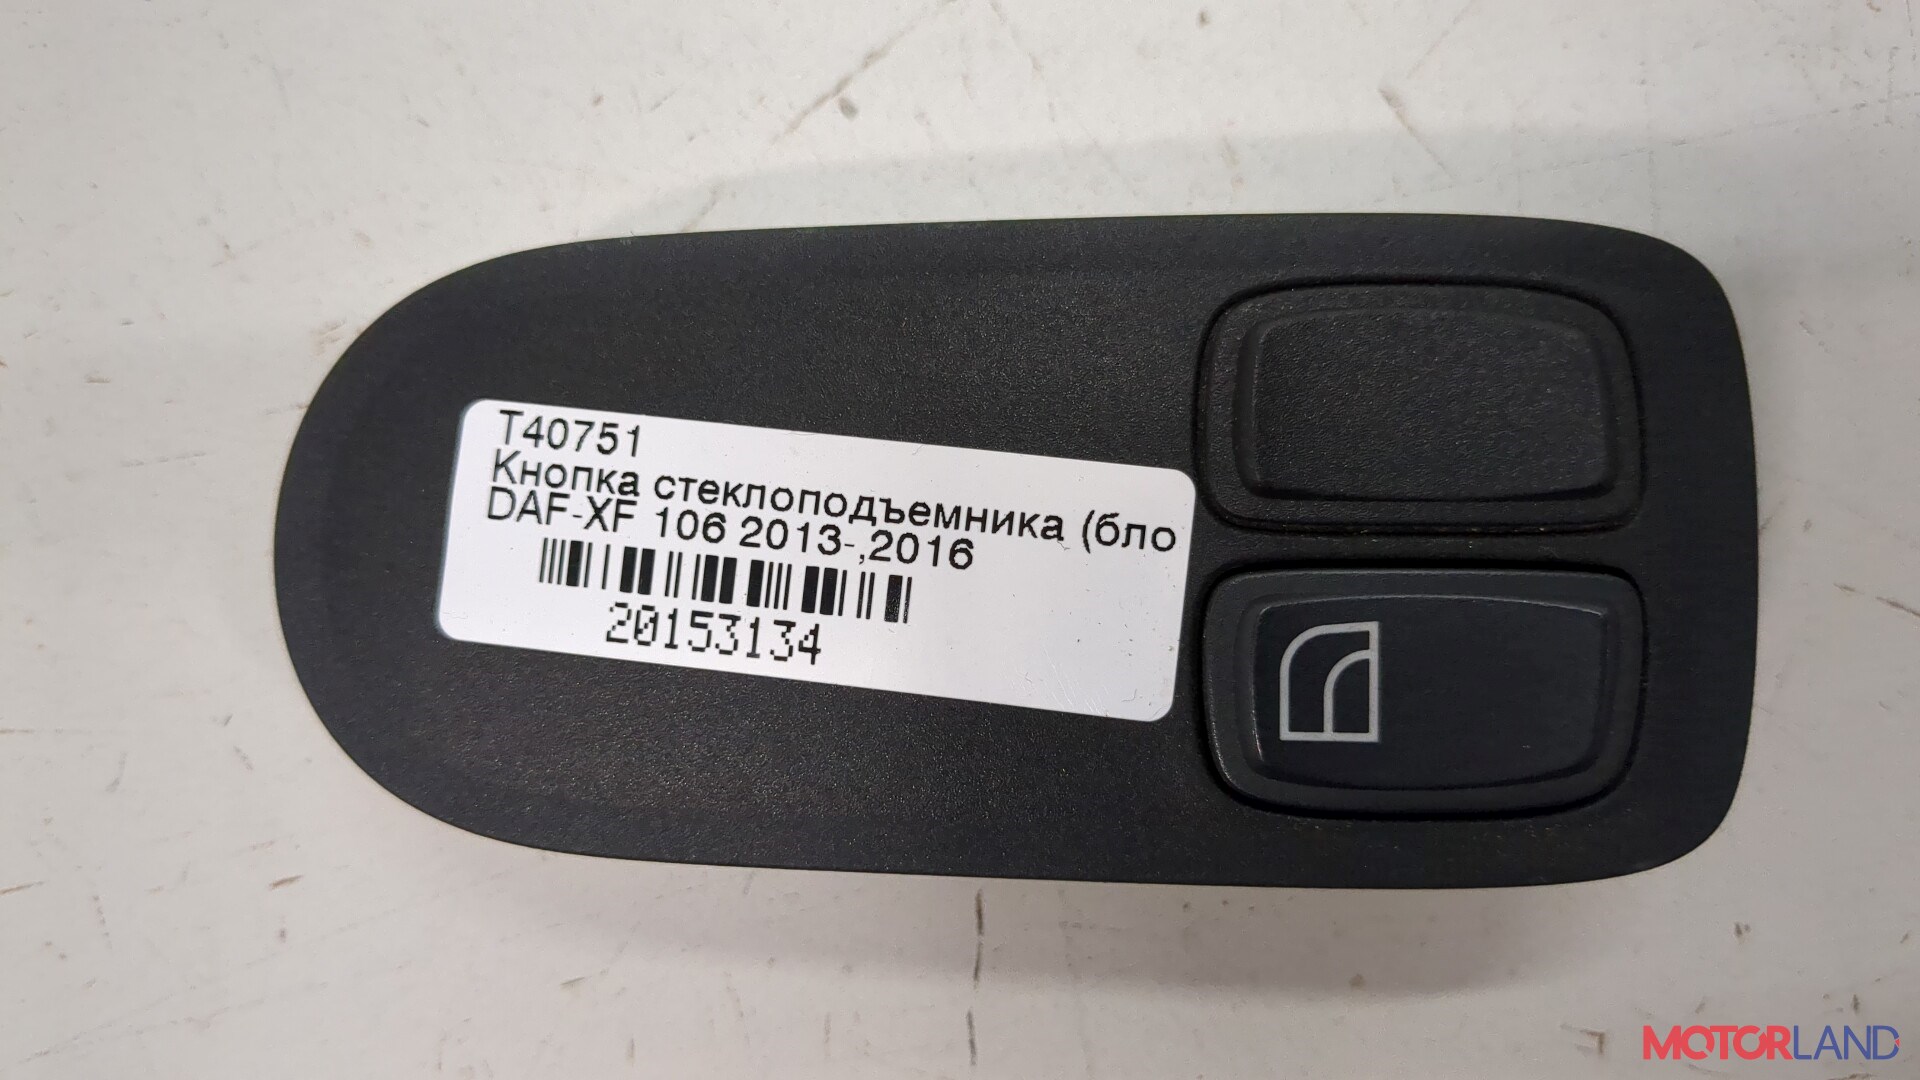 T40751
Кнопка стеклоподъемника (бло
DAF-XF 106 2013-,2016
20153134
MOTORLAND